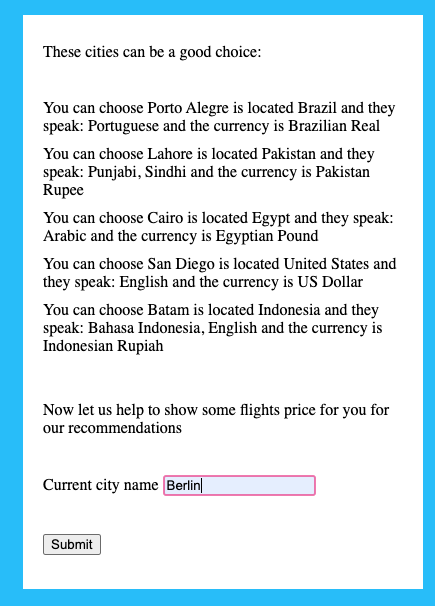 These cities can be a good choice:
You can choose Porto Alegre is located Brazil and they
speak: Portuguese and the currency is Brazilian Real
You can choose Lahore is located Pakistan and they
speak: Punjabi, Sindhi and the currency is Pakistan
Rupee
You can choose Cairo is located Egypt and they speak:
Arabic and the currency is Egyptian Pound
You can choose San Diego is located United States and
they speak: English and the currency is US Dollar
You can choose Batam is located Indonesia and they
speak: Bahasa Indonesia, English and the currency is
Indonesian Rupiah
Now let us help to show some flights price for you for
our recommendations
Current city name Berlin
Submit